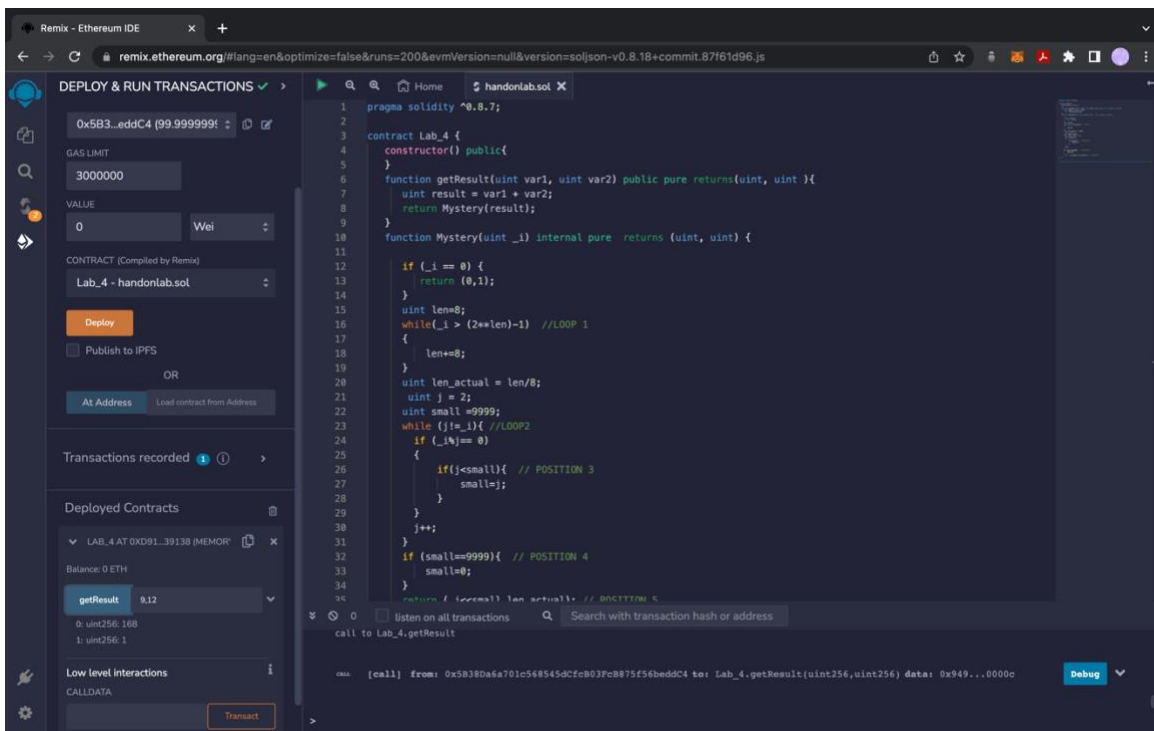 Remix - Ethereum IDE
remix.ethereum.org/#lang=en&optimize=false&runs=200&evmVersion=null&version=soljson-v0.8.18+commit.87f61d96.js
DEPLOY & RUN TRANSACTIONS
0x5B3...eddC4 (99.9999999
GAS LIMIT
3000000
VALUE
0 Wei
CONTRACT (Compiled by Remix)
Lab_4 - handonlab.sol
Deploy
Publish to IPFS
OR
At Address Load contract from Address
Transactions recorded 1
Deployed Contracts
LAB_4 AT 0XD91...39138 (MEMOR
Balance: 0 ETH
getResult 9,12
0: uint256: 168
1: uint256: 1
Low level interactions
CALLDATA
Transact
2
Home handonlab.sol
1 pragma solidity ^0.8.7;
2
3 contract Lab_4 {
4 constructor() public{
5 }
6 function getResult(uint var1, uint var2) public pure returns(uint, uint ){
7 uint result = var1 + var2;
8 return Mystery(result);
9 }
10 function Mystery(uint _i) internal pure returns (uint, uint) {
11
12 if (_i == 0) {
13 return (0,1);
14 }
15 uint len=8;
16 while(_i > (2**len)-1) //LOOP 1
17 {
18 len+=8;
19 }
20 uint len_actual = len/8;
21 uint j = 2;
22 uint small =9999;
23 while (j!=_i){ //LOOP2
24 if (_i%j== 0)
25 {
26 if(j<small){ // POSITION 3
27 small=j;
28 }
29 }
30 j++;
31 }
32 if (small==9999){ // POSITION 4
33 small=0;
34 }
35 return (_i<<small,len_actual); // POSITION 5
0 listen on all transactions Search with transaction hash or address
call to Lab_4.getResult
CALL [call] from: 0x5B38Da6a701c568545dCfcB03FcB875f56beddC4 to: Lab_4.getResult(uint256,uint256) data: 0x949...0000c Debug
>